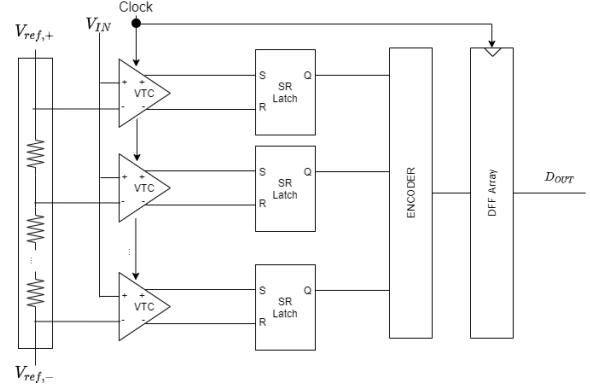 Clock
V_{ref,+}
V_{IN}
+ +
VTC
- -
S Q
SR
Latch
R
+ +
VTC
- -
S Q
SR
Latch
R
ENCODER
DFF Array
D_{OUT}
...
...
+ +
VTC
- -
S Q
SR
Latch
R
V_{ref,-}